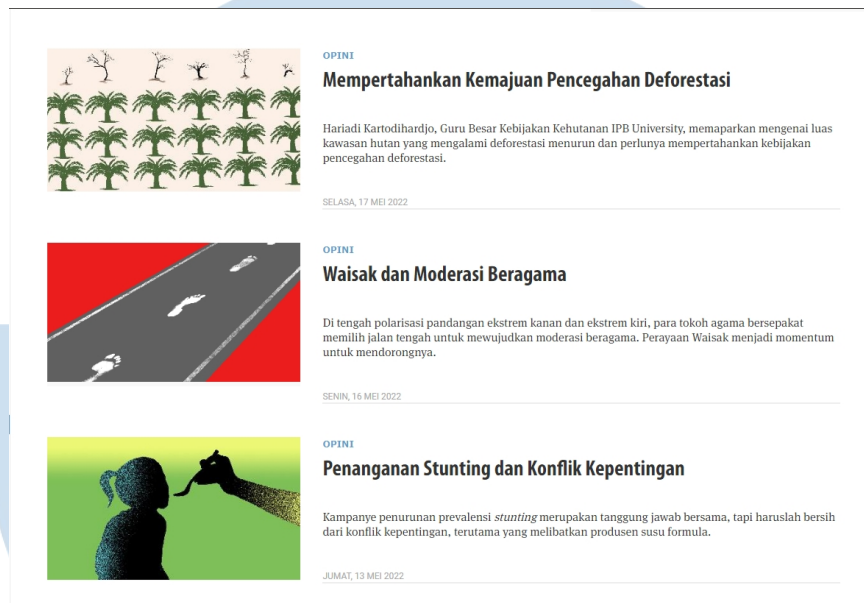 OPINI
Mempertahankan Kemajuan Pencegahan Deforestasi
Hariadi Kartodihardjo, Guru Besar Kebijakan Kehutanan IPB University, memaparkan mengenai luas
kawasan hutan yang mengalami deforestasi menurun dan perlunya mempertahankan kebijakan
pencegahan deforestasi.
SELASA, 17 MEI 2022
OPINI
Waisak dan Moderasi Beragama
Di tengah polarisasi pandangan ekstrem kanan dan ekstrem kiri, para tokoh agama bersepakat
memilih jalan tengah untuk mewujudkan moderasi beragama. Perayaan Waisak menjadi momentum
untuk mendorongnya.
SENIN, 16 MEI 2022
OPINI
Penanganan Stunting dan Konflik Kepentingan
Kampanye penurunan prevalensi stunting merupakan tanggung jawab bersama, tapi haruslah bersih
dari konflik kepentingan, terutama yang melibatkan produsen susu formula.
JUMAT, 13 MEI 2022